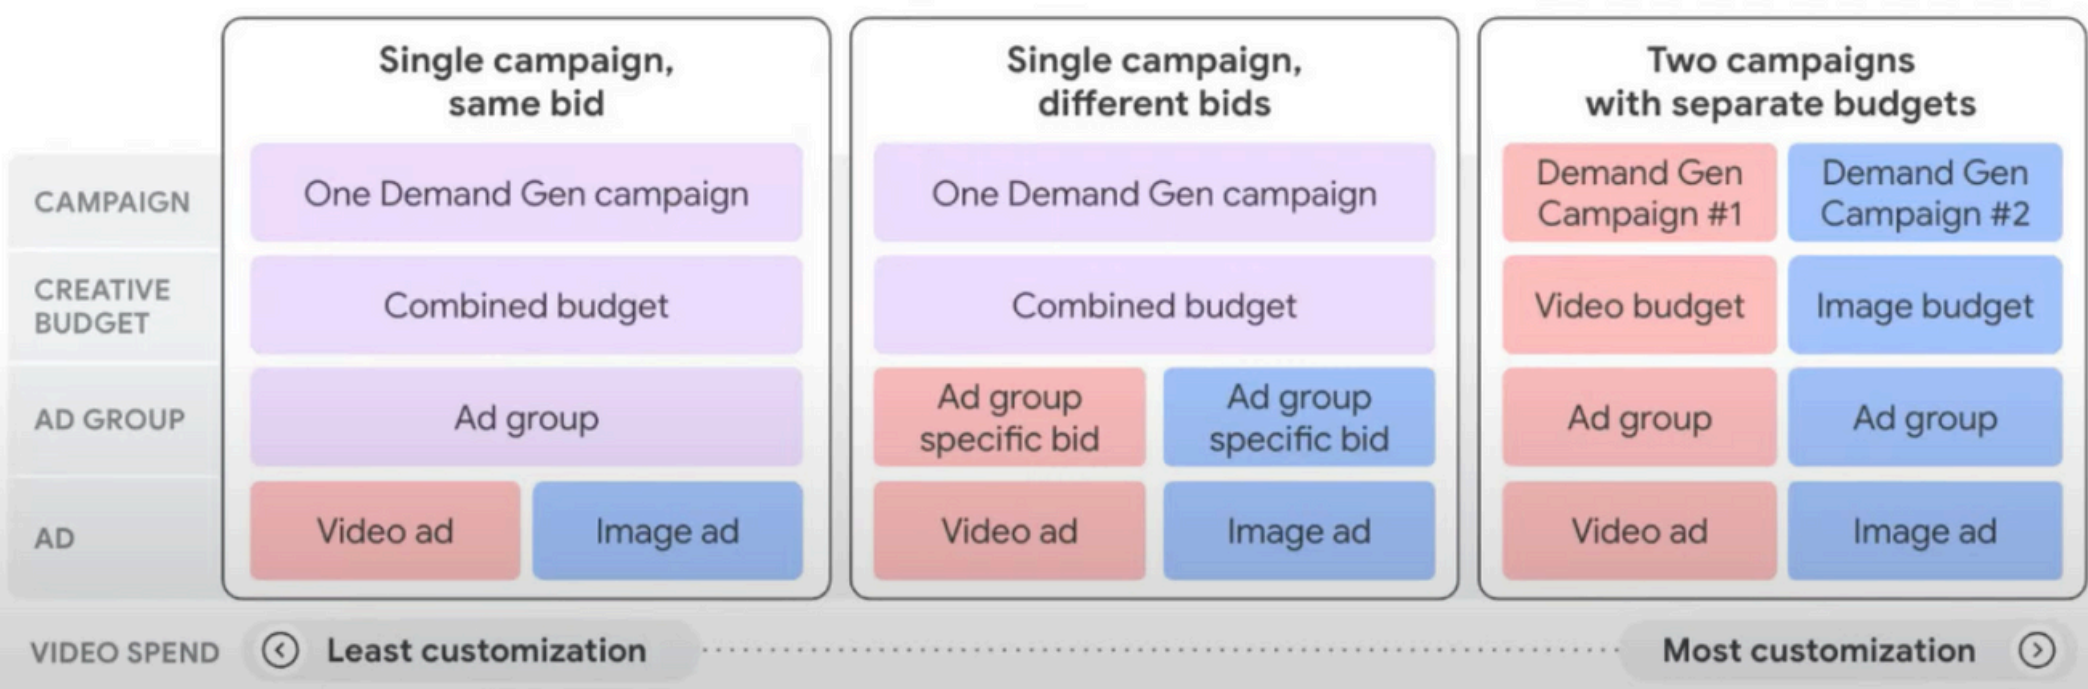 Single campaign,
same bid
Single campaign,
different bids
Two campaigns
with separate budgets
CAMPAIGN
One Demand Gen campaign
One Demand Gen campaign
Demand Gen
Campaign #1
Demand Gen
Campaign #2
CREATIVE
BUDGET
Combined budget
Combined budget
Video budget
Image budget
AD GROUP
Ad group
Ad group
specific bid
Ad group
specific bid
Ad group
Ad group
AD
Video ad
Image ad
Video ad
Image ad
Video ad
Image ad
VIDEO SPEND
Least customization
Most customization